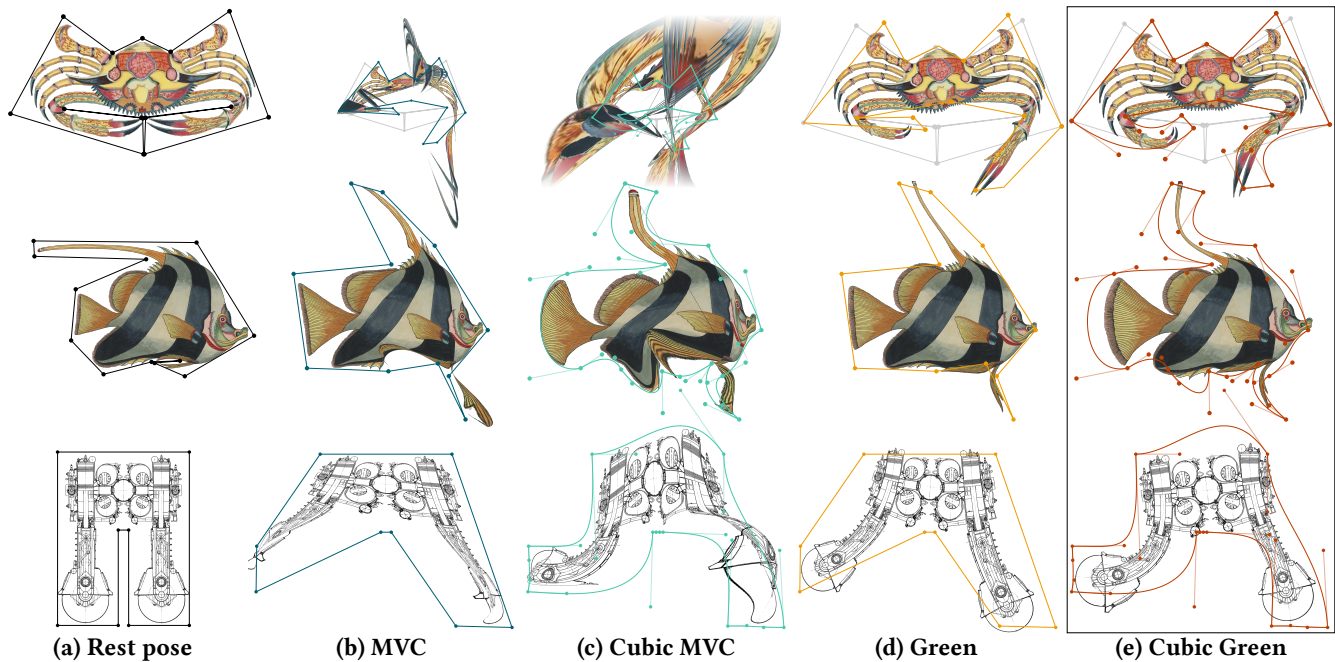 (a) Rest pose
(b) MVC
(c) Cubic MVC
(d) Green
(e) Cubic Green